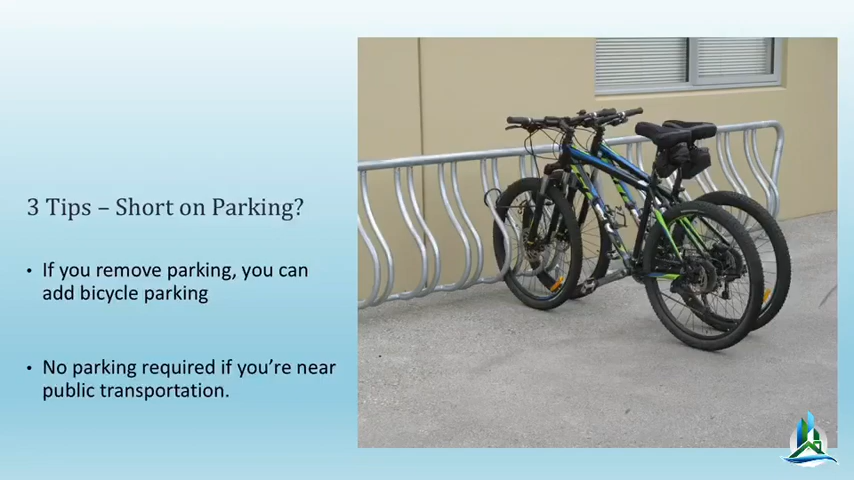 3 Tips – Short on Parking?
• If you remove parking, you can
add bicycle parking
• No parking required if you're near
public transportation.